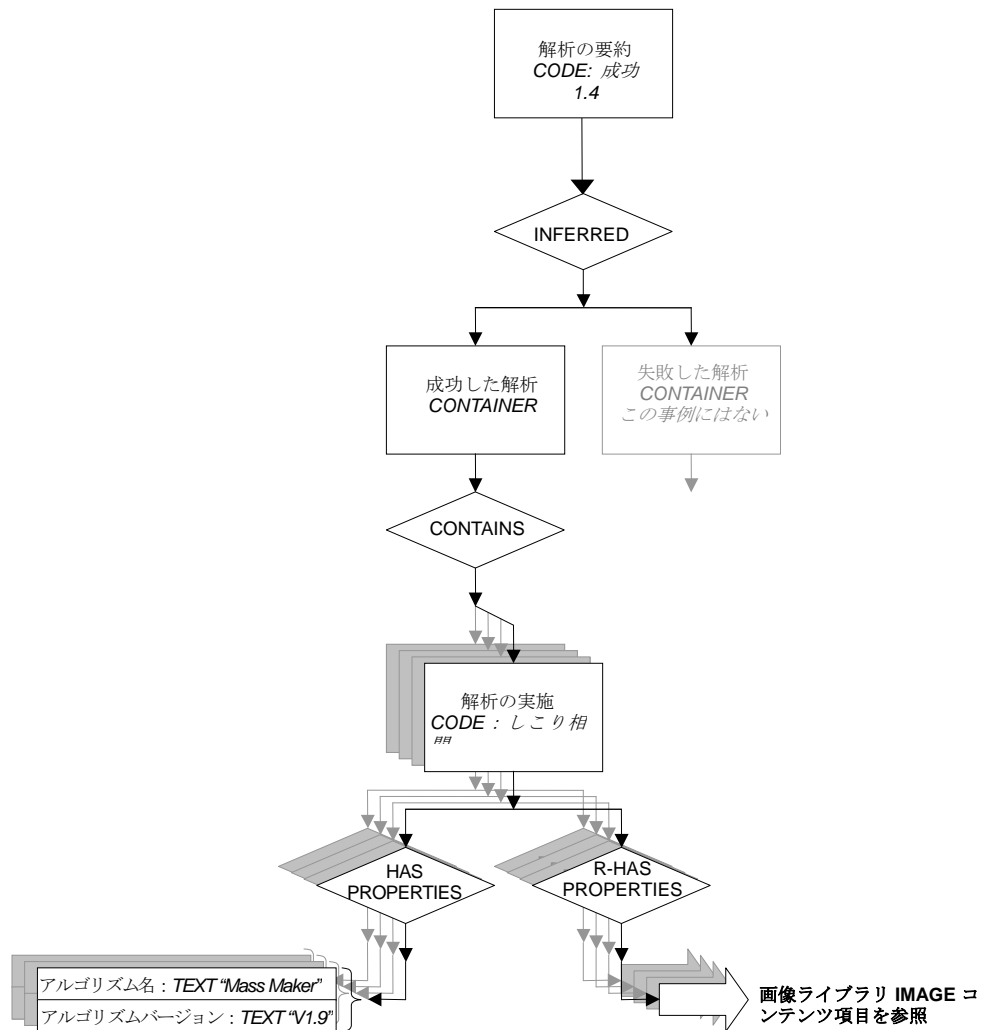 解析の要約
CODE: 成功
1.4
INFERRED
成功した解析
CONTAINER
失敗した解析
CONTAINER
この事例にはない
CONTAINS
解析の実施
CODE : しこり相
HAS
PROPERTIES
R-HAS
PROPERTIES
アルゴリズム名 : TEXT “Mass Maker”
アルゴリズムバージョン : TEXT “V1.9”
画像ライブラリ IMAGE コ
ンテンツ項目を参照